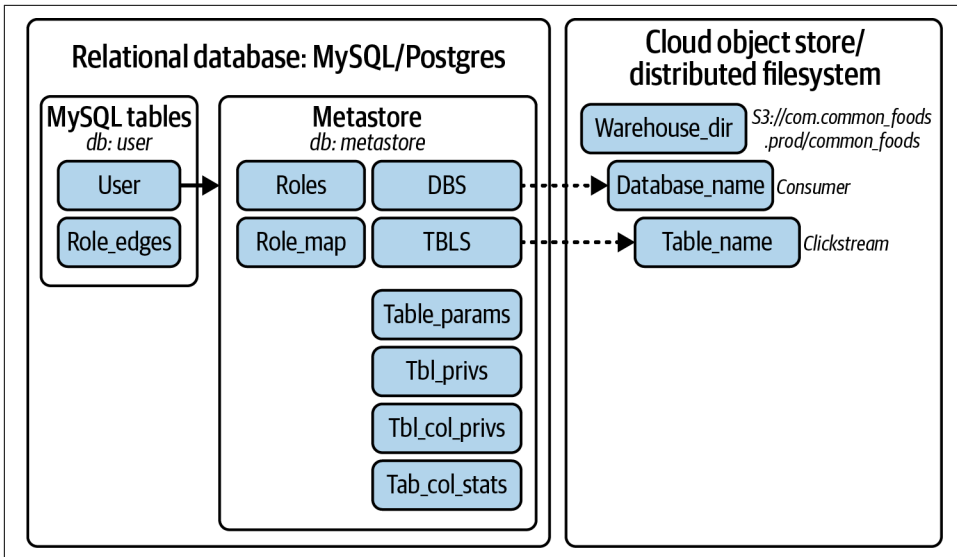 Relational database: MySQL/Postgres
MySQL tables
db: user
User
Role_edges
Metastore
db: metastore
Roles
DBS
Role_map
TBLS
Table_params
Tbl_privs
Tbl_col_privs
Tab_col_stats
Cloud object store/
distributed filesystem
Warehouse_dir
S3://com.common_foods
.prod/common_foods
Database_name
Consumer
Table_name
Clickstream